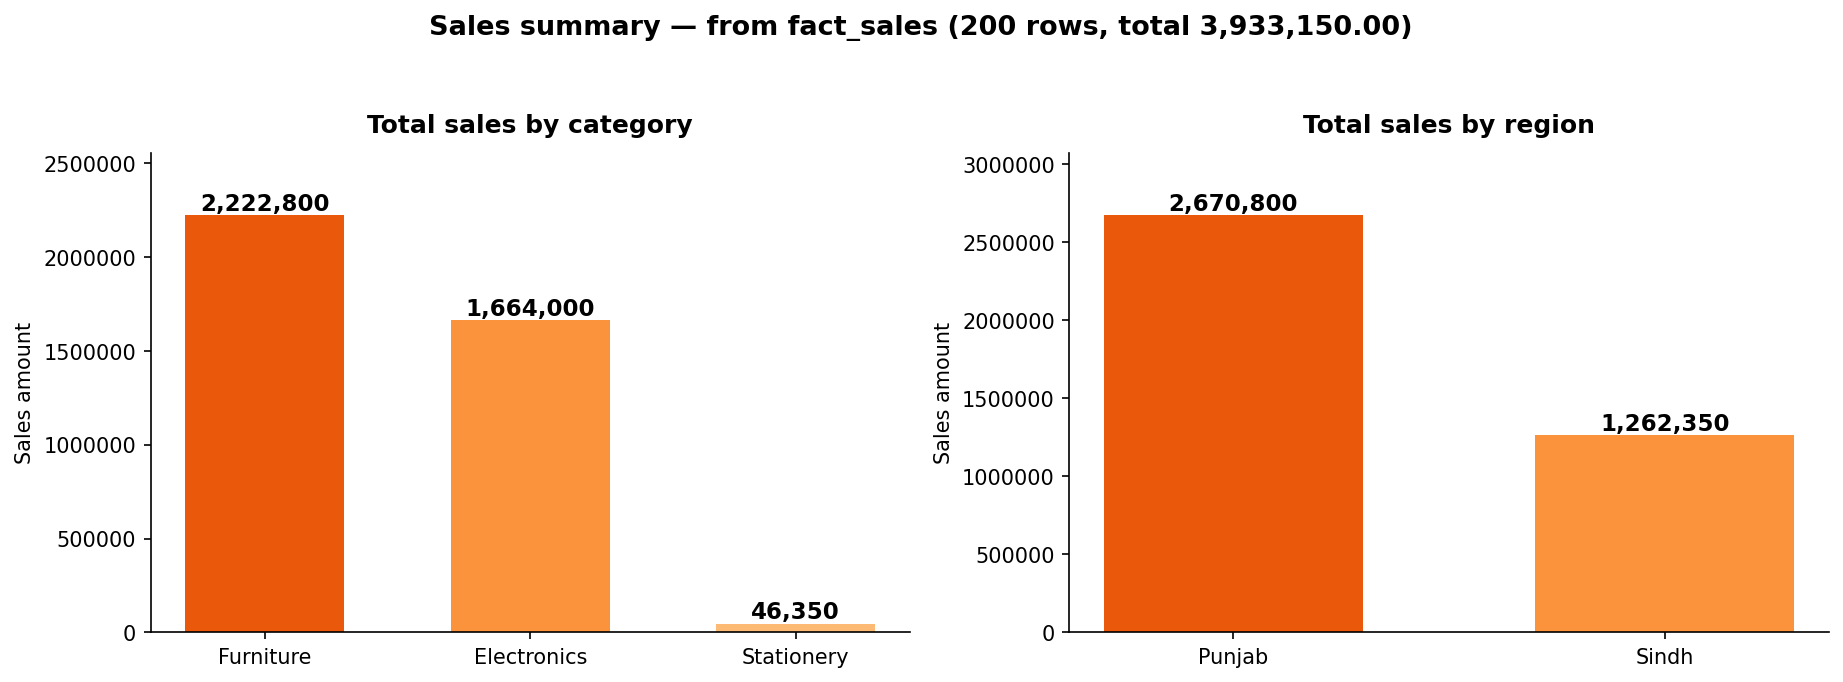 Sales summary — from fact_sales (200 rows, total 3,933,150.00)
Total sales by category
Sales amount
2500000
2000000
1500000
1000000
500000
0
2,222,800
1,664,000
46,350
Furniture
Electronics
Stationery
Total sales by region
Sales amount
3000000
2500000
2000000
1500000
1000000
500000
0
2,670,800
1,262,350
Punjab
Sindh